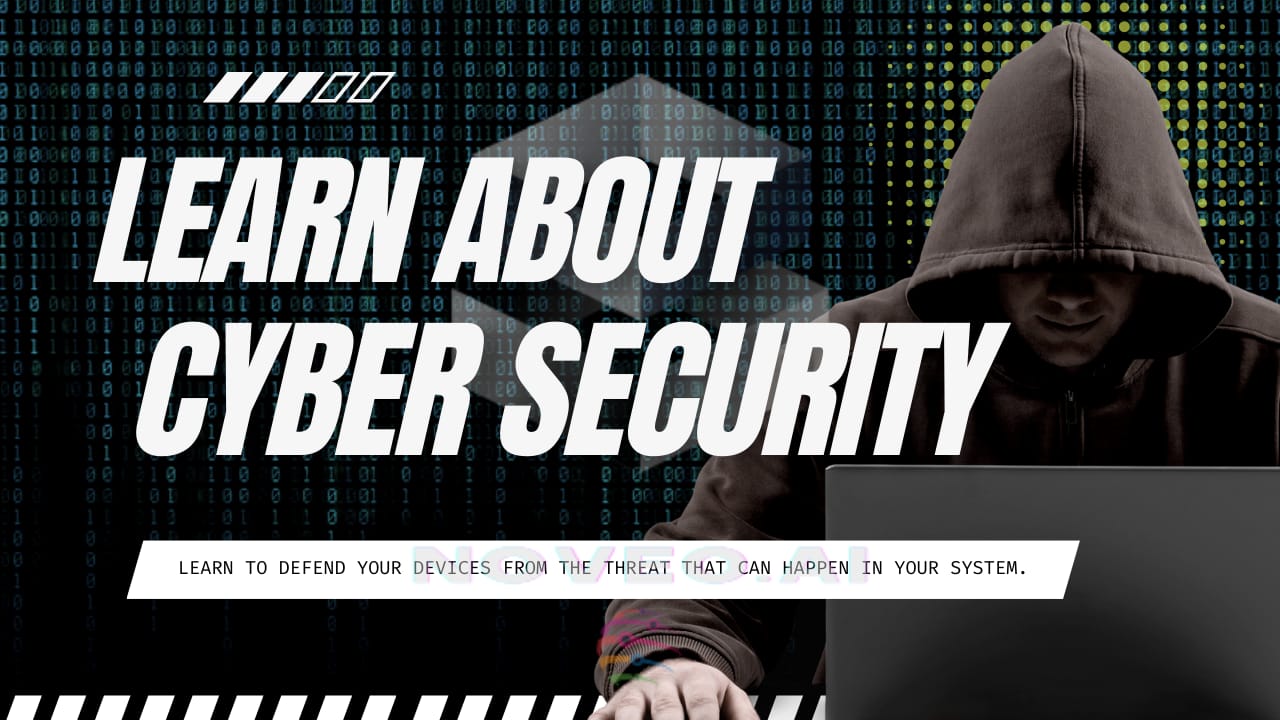 LEARN ABOUT
CYBER SECURITY
NOVEO.AI
LEARN TO DEFEND YOUR DEVICES FROM THE THREAT THAT CAN HAPPEN IN YOUR SYSTEM.